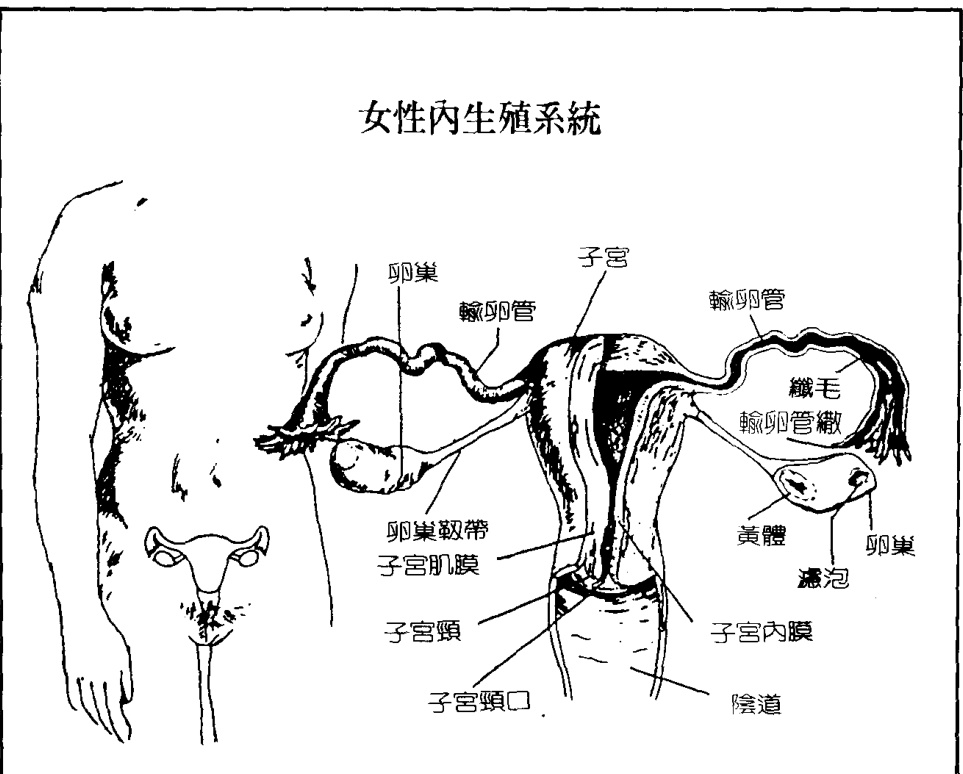 女性內生殖系統
子宮
卵巢
輸卵管
輸卵管
纖毛
輸卵管繖
卵巢韌帶
子宮肌膜
黃體
卵巢
濾泡
子宮頸
子宮內膜
子宮頸口
陰道